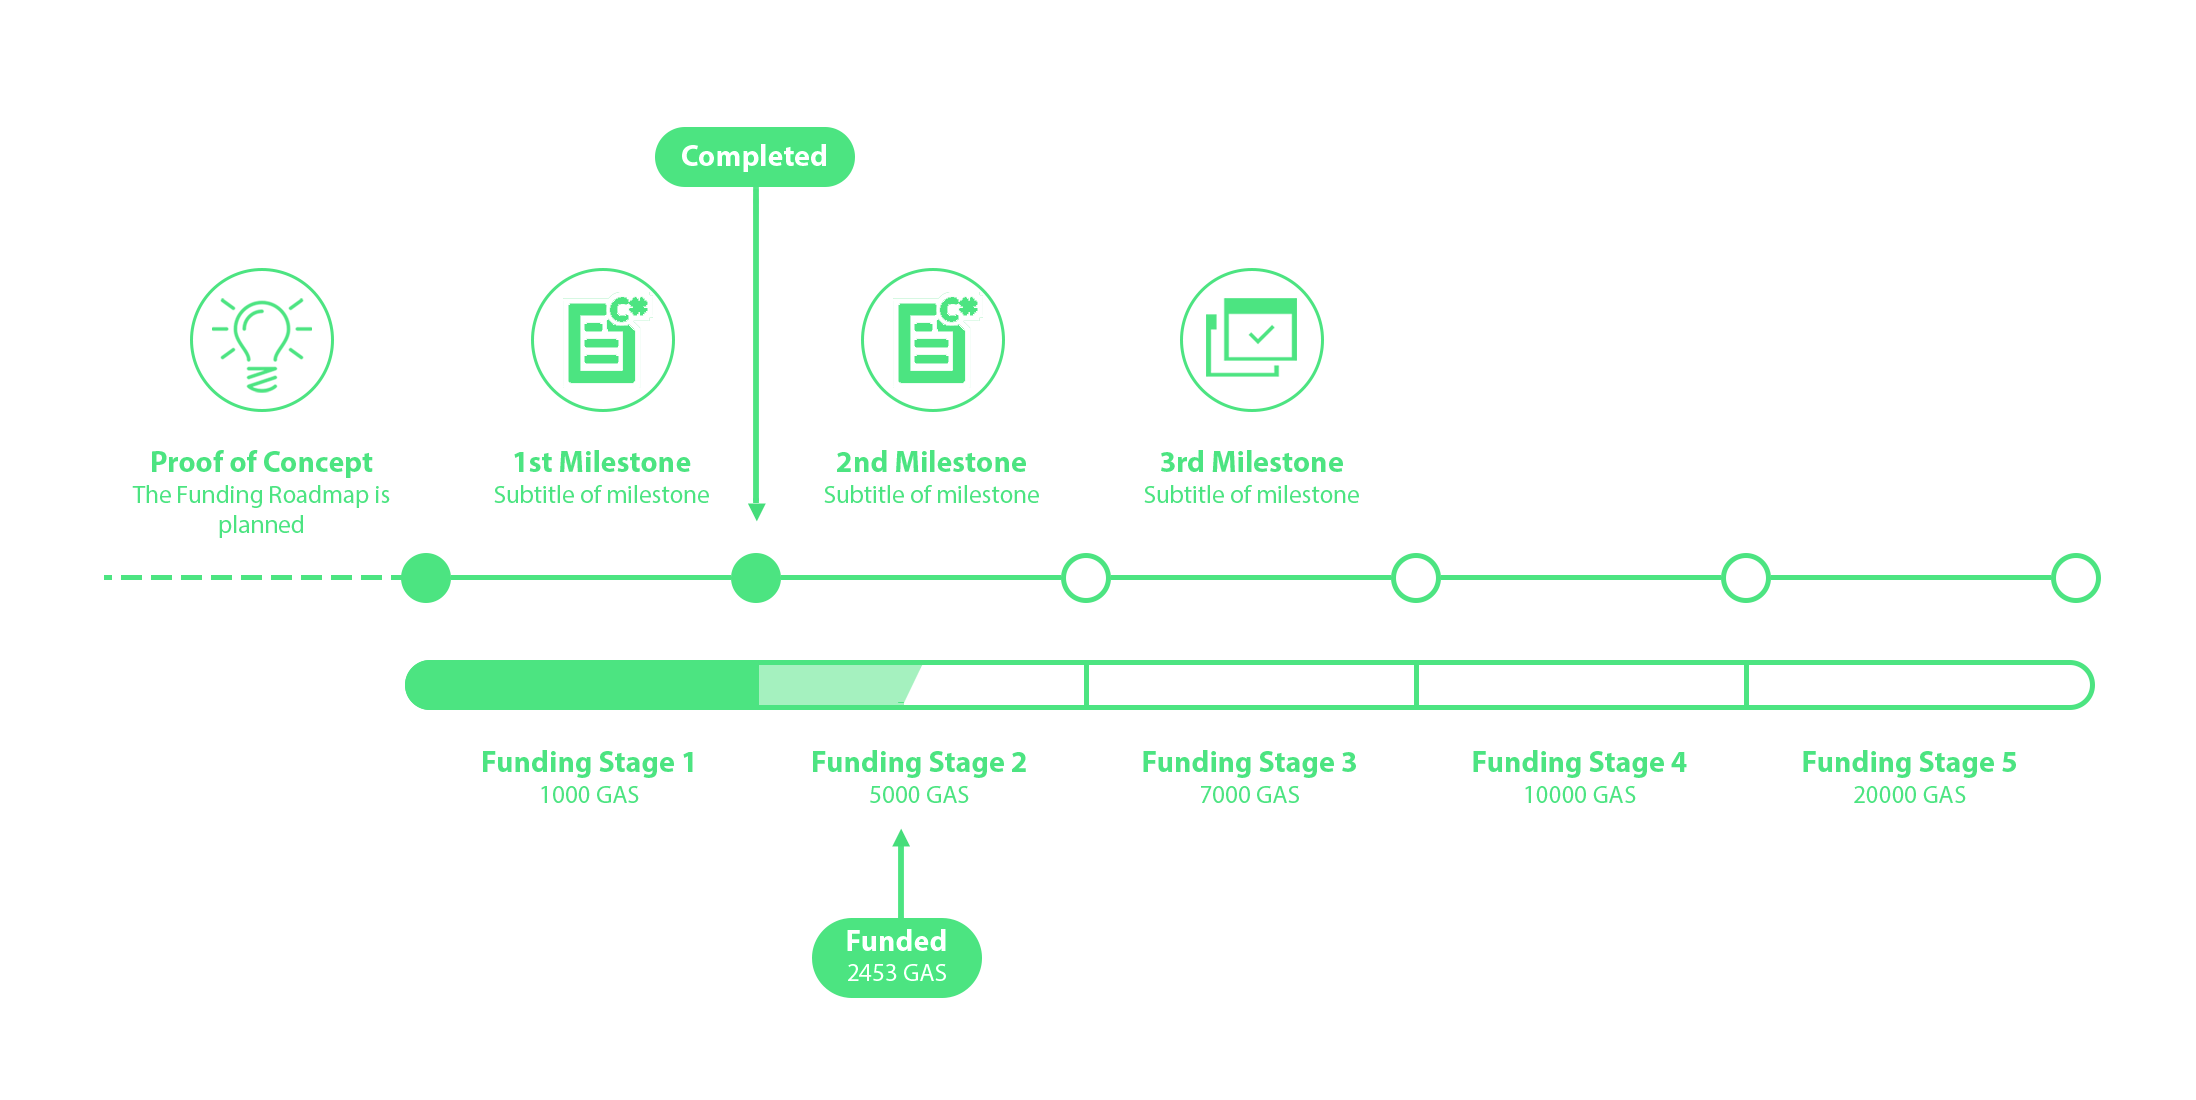 Completed
C*
C*
Proof of Concept
The Funding Roadmap is
planned
1st Milestone
Subtitle of milestone
2nd Milestone
Subtitle of milestone
3rd Milestone
Subtitle of milestone
Funding Stage 1
1000 GAS
Funding Stage 2
5000 GAS
Funding Stage 3
7000 GAS
Funding Stage 4
10000 GAS
Funding Stage 5
20000 GAS
Funded
2453 GAS